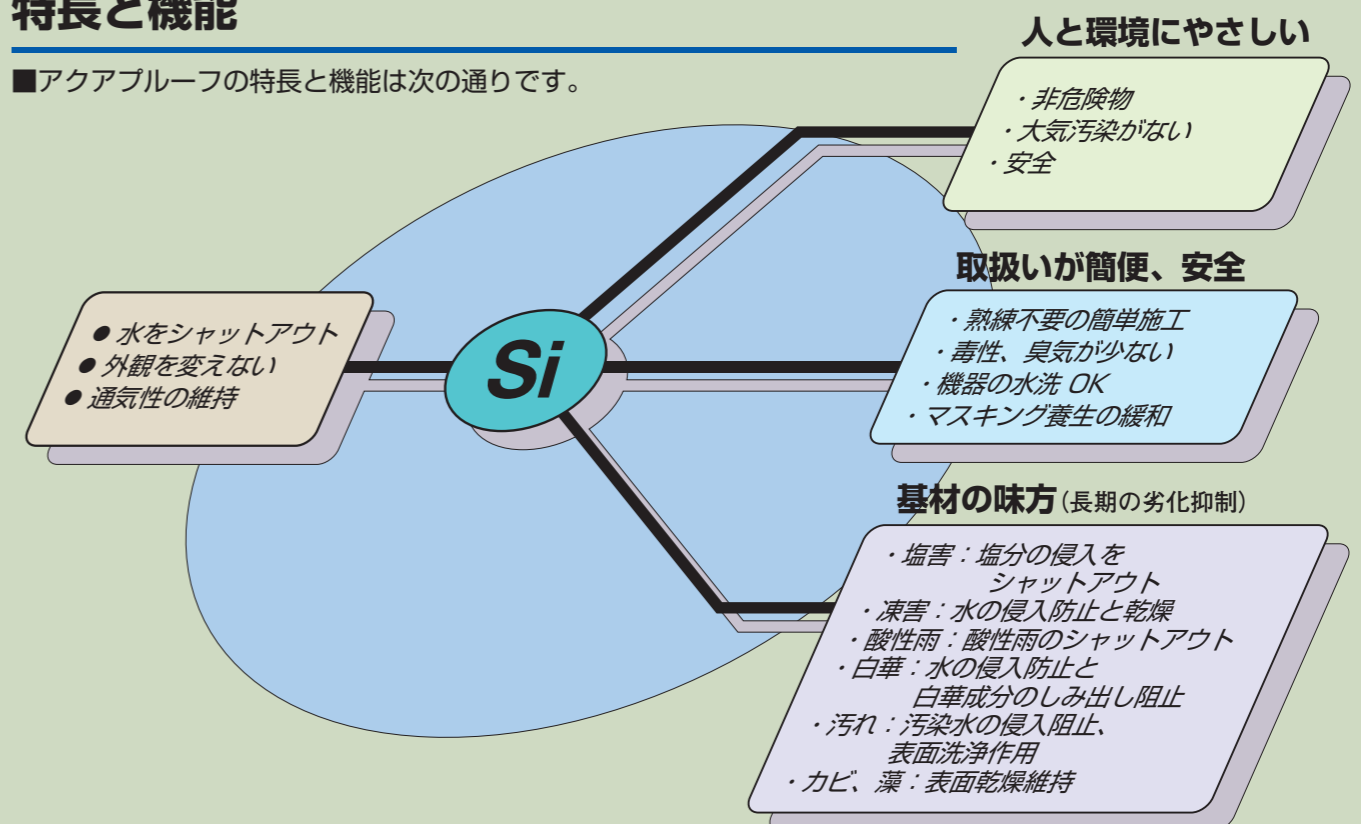 特長と機能
■アクアプルーフの特長と機能は次の通りです。
人と環境にやさしい
・非危険物
・大気汚染がない
・安全
取扱いが簡便、安全
・熟練不要の簡単施工
・毒性、臭気が少ない
・機器の水洗 OK
・マスキング養生の緩和
● 水をシャットアウト
● 外観を変えない
● 通気性の維持
Si
基材の味方(長期の劣化抑制)
・塩害：塩分の侵入を
シャットアウト
・凍害：水の侵入防止と乾燥
・酸性雨：酸性雨のシャットアウト
・白華：水の侵入防止と
白華成分のしみ出し阻止
・汚れ：汚染水の侵入阻止、
表面洗浄作用
・カビ、藻：表面乾燥維持